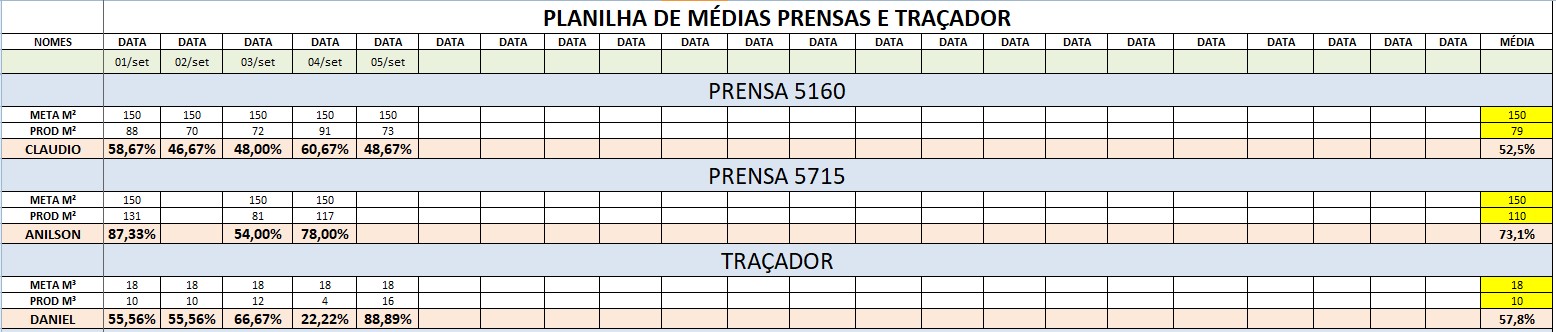 PLANILHA DE MÉDIAS PRENSAS E TRAÇADOR
NOMES DATA DATA DATA DATA DATA DATA DATA DATA DATA DATA DATA DATA DATA DATA DATA DATA DATA DATA DATA DATA DATA DATA MÉDIA
01/set 02/set 03/set 04/set 05/set
PRENSA 5160
META M² 150 150 150 150 150 150
PROD M² 88 70 72 91 73 79
CLAUDIO 58,67% 46,67% 48,00% 60,67% 48,67% 52,5%
PRENSA 5715
META M² 150 150 150 150
PROD M² 131 81 117 110
ANILSON 87,33% 54,00% 78,00% 73,1%
TRAÇADOR
META M³ 18 18 18 18 18 18
PROD M³ 10 10 12 4 16 10
DANIEL 55,56% 55,56% 66,67% 22,22% 88,89% 57,8%